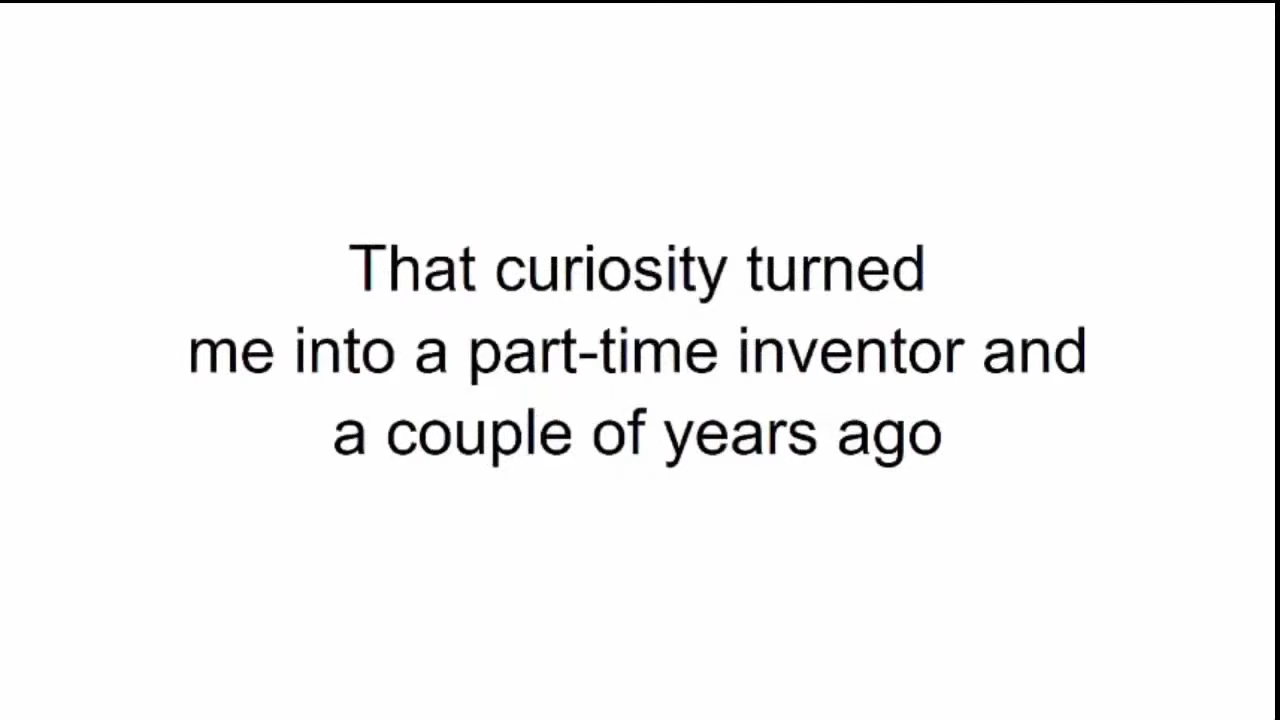 That curiosity turned
me into a part-time inventor and
a couple of years ago